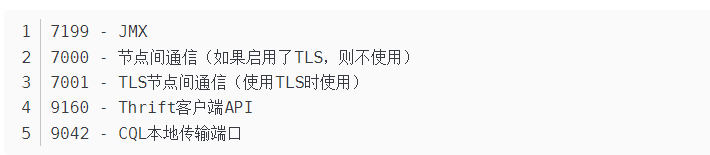 1 7199 - JMX
2 7000 - 节点间通信（如果启用了TLS，则不使用）
3 7001 - TLS节点间通信（使用TLS时使用）
4 9160 - Thrift客户端API
5 9042 - CQL本地传输端口